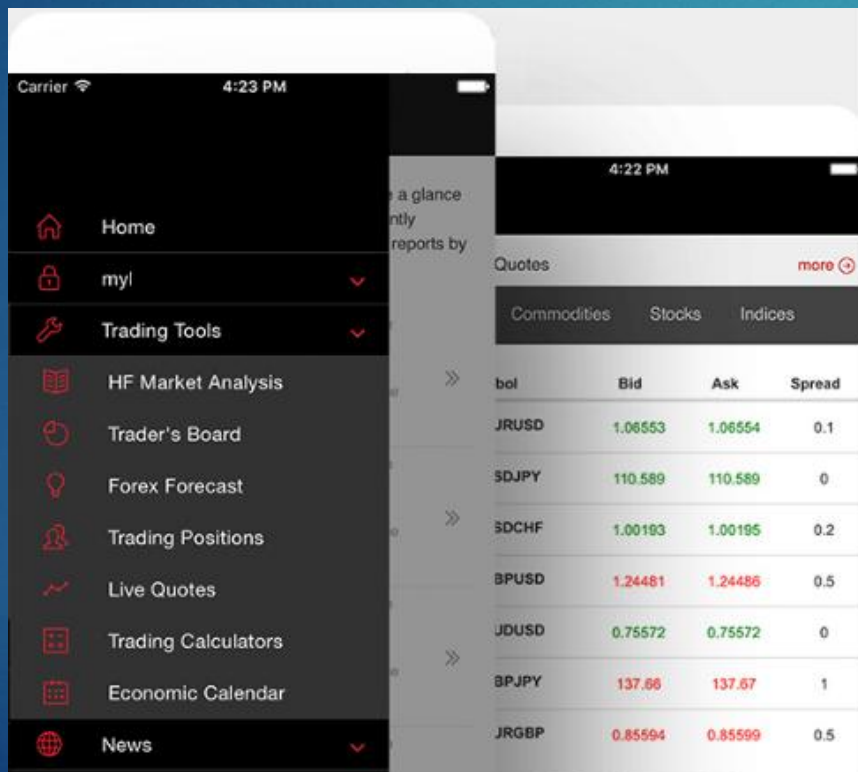 Carrier
4:23 PM
Home
myl
Trading Tools
HF Market Analysis
Trader's Board
Forex Forecast
Trading Positions
Live Quotes
Trading Calculators
Economic Calendar
News
a glance
ntly
reports by
4:22 PM
Quotes more
Commodities Stocks Indices
bol Bid Ask Spread
URUSD 1.06553 1.06554 0.1
SDJPY 110.589 110.589 0
SDCHF 1.00193 1.00195 0.2
BPUSD 1.24481 1.24486 0.5
UDUSD 0.75572 0.75572 0
BPJPY 137.66 137.67 1
URGBP 0.85594 0.85599 0.5